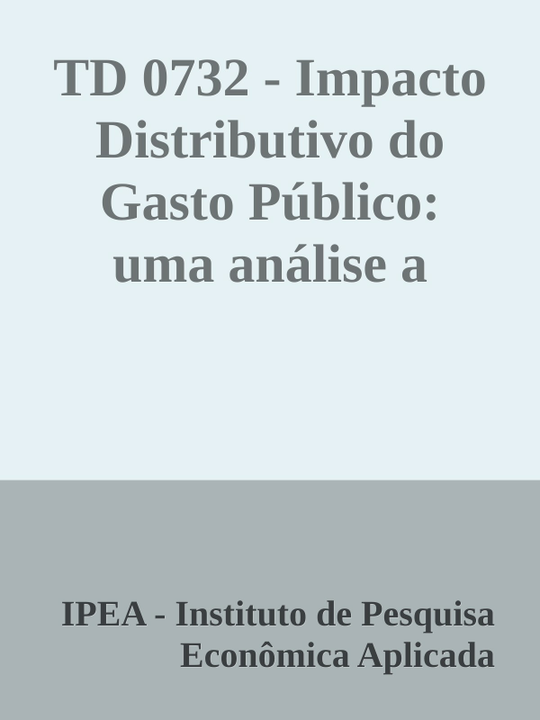 TD 0732 - Impacto
Distributivo do
Gasto Público:
uma análise a
IPEA - Instituto de Pesquisa
Econômica Aplicada